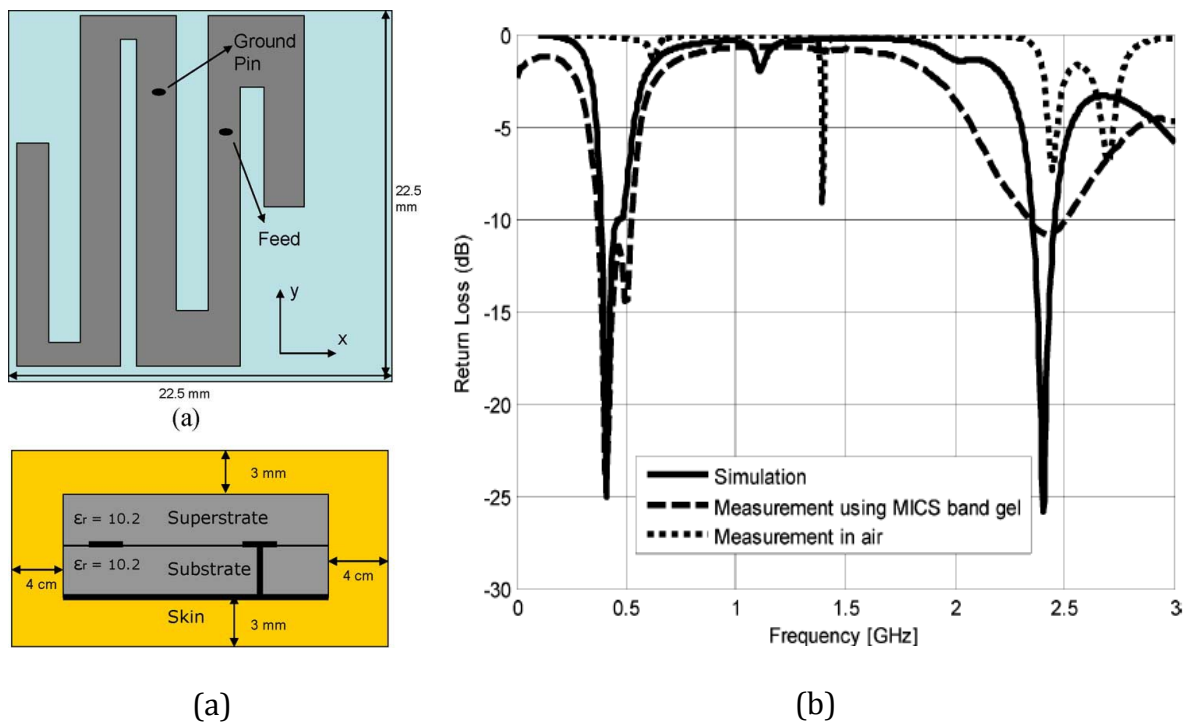 Ground
Pin
Feed
y
x
22.5
mm
22.5 mm
(a)
3 mm
εr = 10.2 Superstrate
εr = 10.2 Substrate
4 cm
4 cm
Skin
3 mm
(a)
0
-5
-10
-15
-20
-25
-30
Return Loss (dB)
Simulation
Measurement using MICS band gel
Measurement in air
0 0.5 1 1.5 2 2.5 3
Frequency [GHz]
(b)